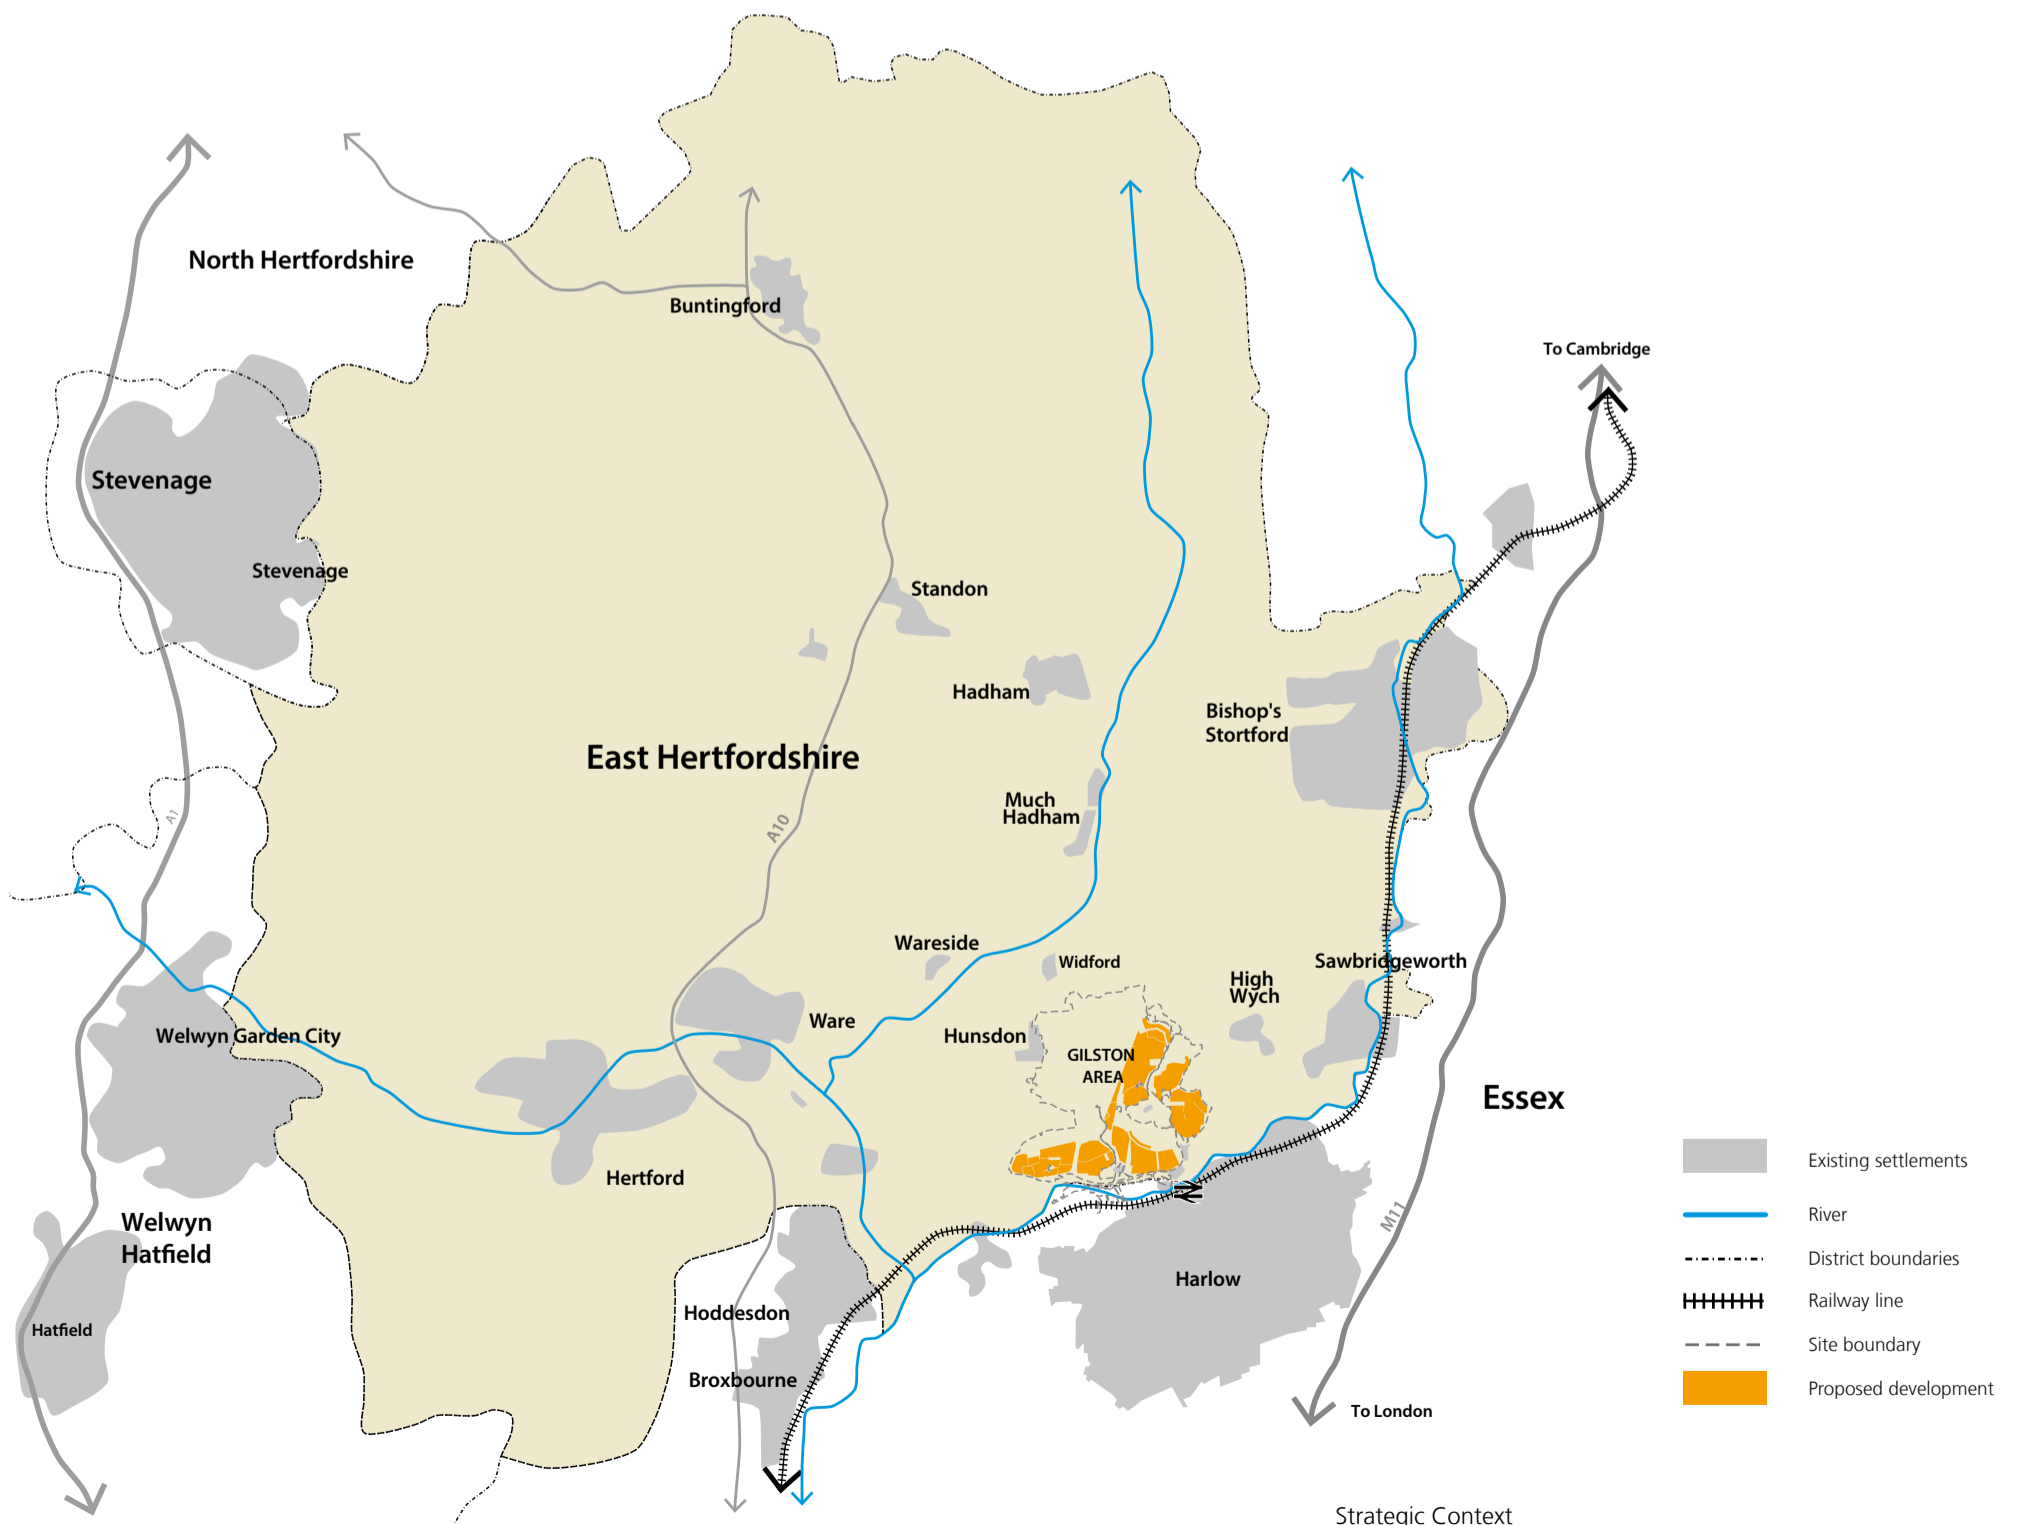 North Hertfordshire
Buntingford
To Cambridge
Stevenage
Stevenage
Standon
Hadham
Bishop's
Stortford
East Hertfordshire
Much
Hadham
A1
A10
Wareside
Widford
Sawbridgeworth
High
Wych
Ware
Hunsdon
Welwyn Garden City
GILSTON
AREA
Essex
Hertford
Welwyn
Hatfield
M11
Harlow
Hoddesdon
Hatfield
Broxbourne
To London
Existing settlements
River
District boundaries
Railway line
Site boundary
Proposed development
Strategic Context